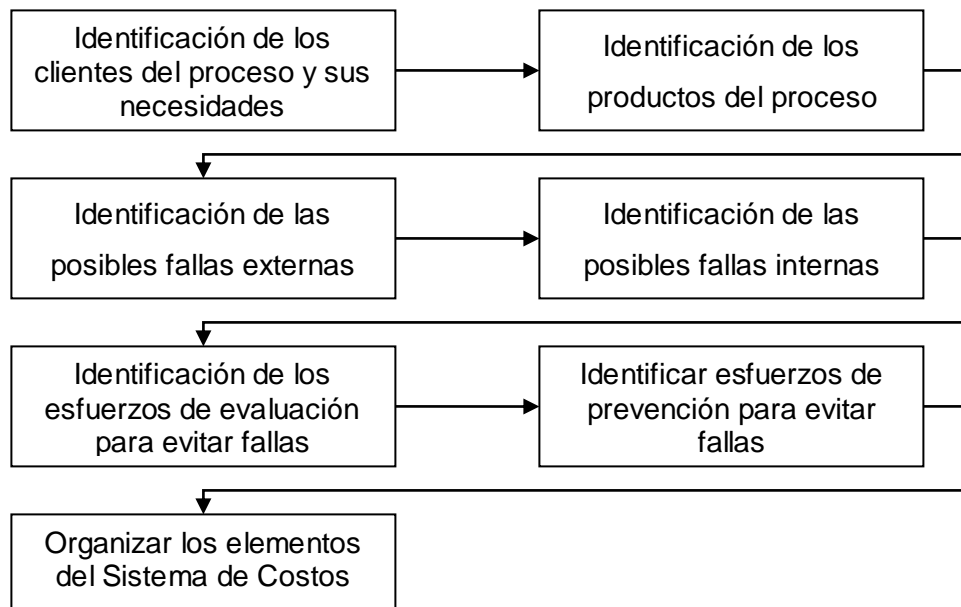 Identificación de los
clientes del proceso y sus
necesidades
Identificación de los
productos del proceso
Identificación de las
posibles fallas externas
Identificación de las
posibles fallas internas
Identificación de los
esfuerzos de evaluación
para evitar fallas
Identificar esfuerzos de
prevención para evitar
fallas
Organizar los elementos
del Sistema de Costos